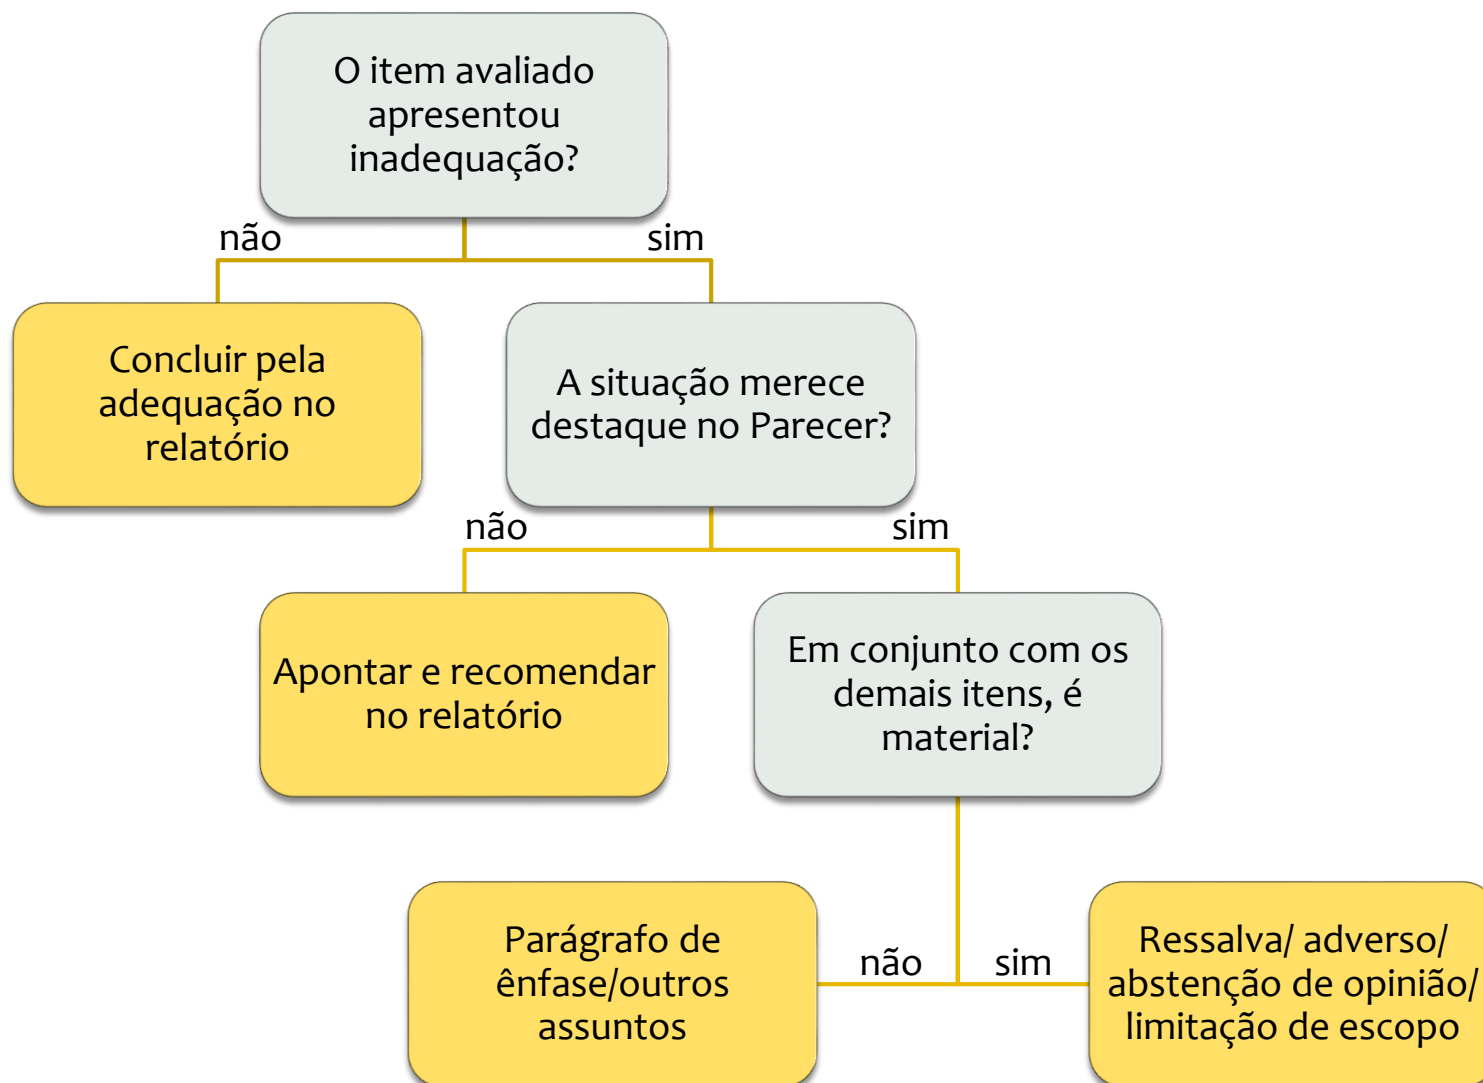 O item avaliado
apresentou
inadequação?
não
sim
Concluir pela
adequação no
relatório
A situação merece
destaque no Parecer?
não
sim
Apontar e recomendar
no relatório
Em conjunto com os
demais itens, é
material?
Parágrafo de
ênfase/outros
assuntos
não
sim
Ressalva/ adverso/
abstenção de opinião/
limitação de escopo